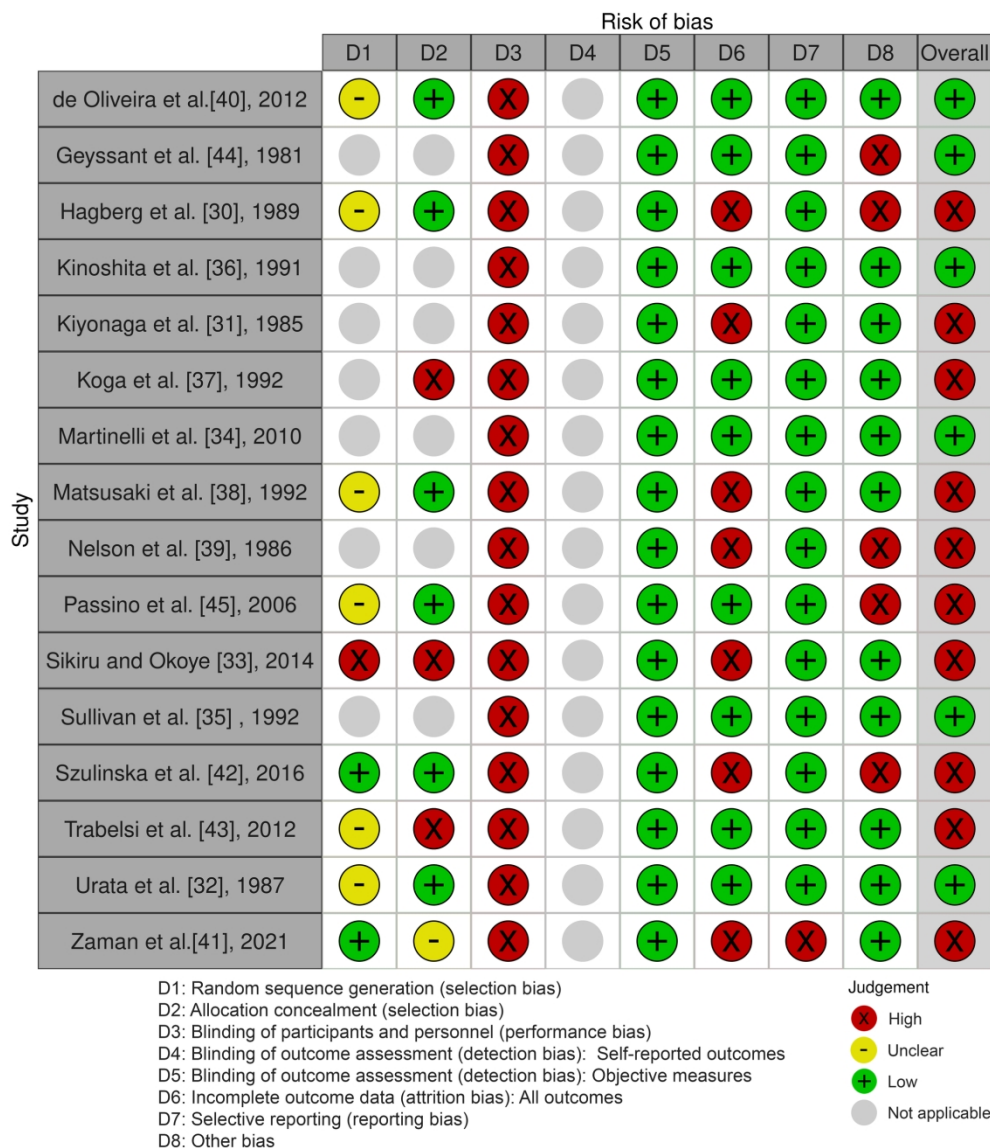 Risk of bias
D1 D2 D3 D4 D5 D6 D7 D8 Overall
Study
de Oliveira et al.[40], 2012 - + X + + + + +
Geyssant et al. [44], 1981 X + + + X +
Hagberg et al. [30], 1989 - + X + X + X X
Kinoshita et al. [36], 1991 X + + + + +
Kiyonaga et al. [31], 1985 X + X + + X
Koga et al. [37], 1992 X X + + + + X
Martinelli et al. [34], 2010 X + + + + +
Matsusaki et al. [38], 1992 - + X + X + + X
Nelson et al. [39], 1986 X + X + X X
Passino et al. [45], 2006 - + X + + + X X
Sikiru and Okoye [33], 2014 X X X + X + + X
Sullivan et al. [35] , 1992 X + + + + +
Szulinska et al. [42], 2016 + + X + X + X X
Trabelsi et al. [43], 2012 - X X + + + + X
Urata et al. [32], 1987 - + X + + + + +
Zaman et al.[41], 2021 + - X + X X + X
D1: Random sequence generation (selection bias)
D2: Allocation concealment (selection bias)
D3: Blinding of participants and personnel (performance bias)
D4: Blinding of outcome assessment (detection bias):  Self-reported outcomes
D5: Blinding of outcome assessment (detection bias): Objective measures
D6: Incomplete outcome data (attrition bias): All outcomes
D7: Selective reporting (reporting bias)
D8: Other bias
Judgement
X High
- Unclear
+ Low
Not applicable